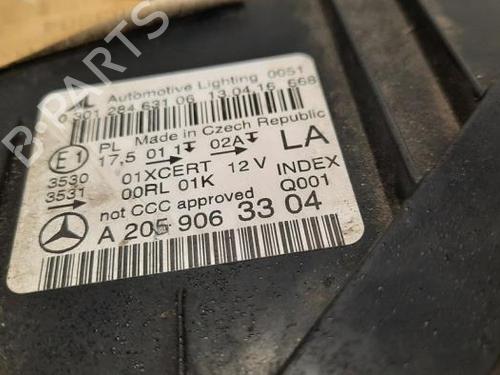 AL Automotive Lighting 0051
0 301 284 631 06 13.04.16 568
PL Made in Czech Republic
E1 17,5 01 1 02A LA
3530 01XCERT 12 V INDEX
3531 00RL 01K Q001
not CCC approved
A 205 906 33 04
B-PARTS